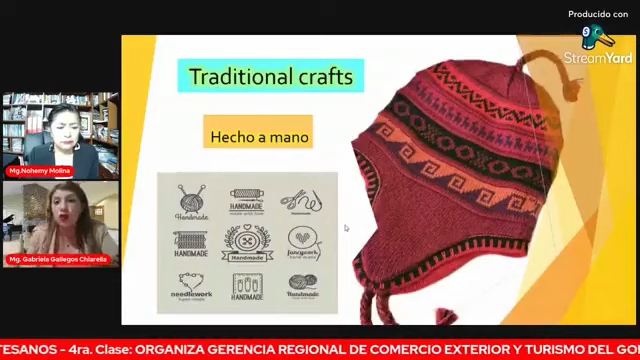 Producido con
StreamYard
Traditional crafts
Hecho a mano
Handmade
HANDMADE
HANDMADE
Handmade
needlework
HANDMADE
Handmade
Mg.Nohemy Molina
Mg. Gabriela Gallegos Chiarella
TESANOS - 4ra. Clase: ORGANIZA GERENCIA REGIONAL DE COMERCIO EXTERIOR Y TURISMO DEL GO